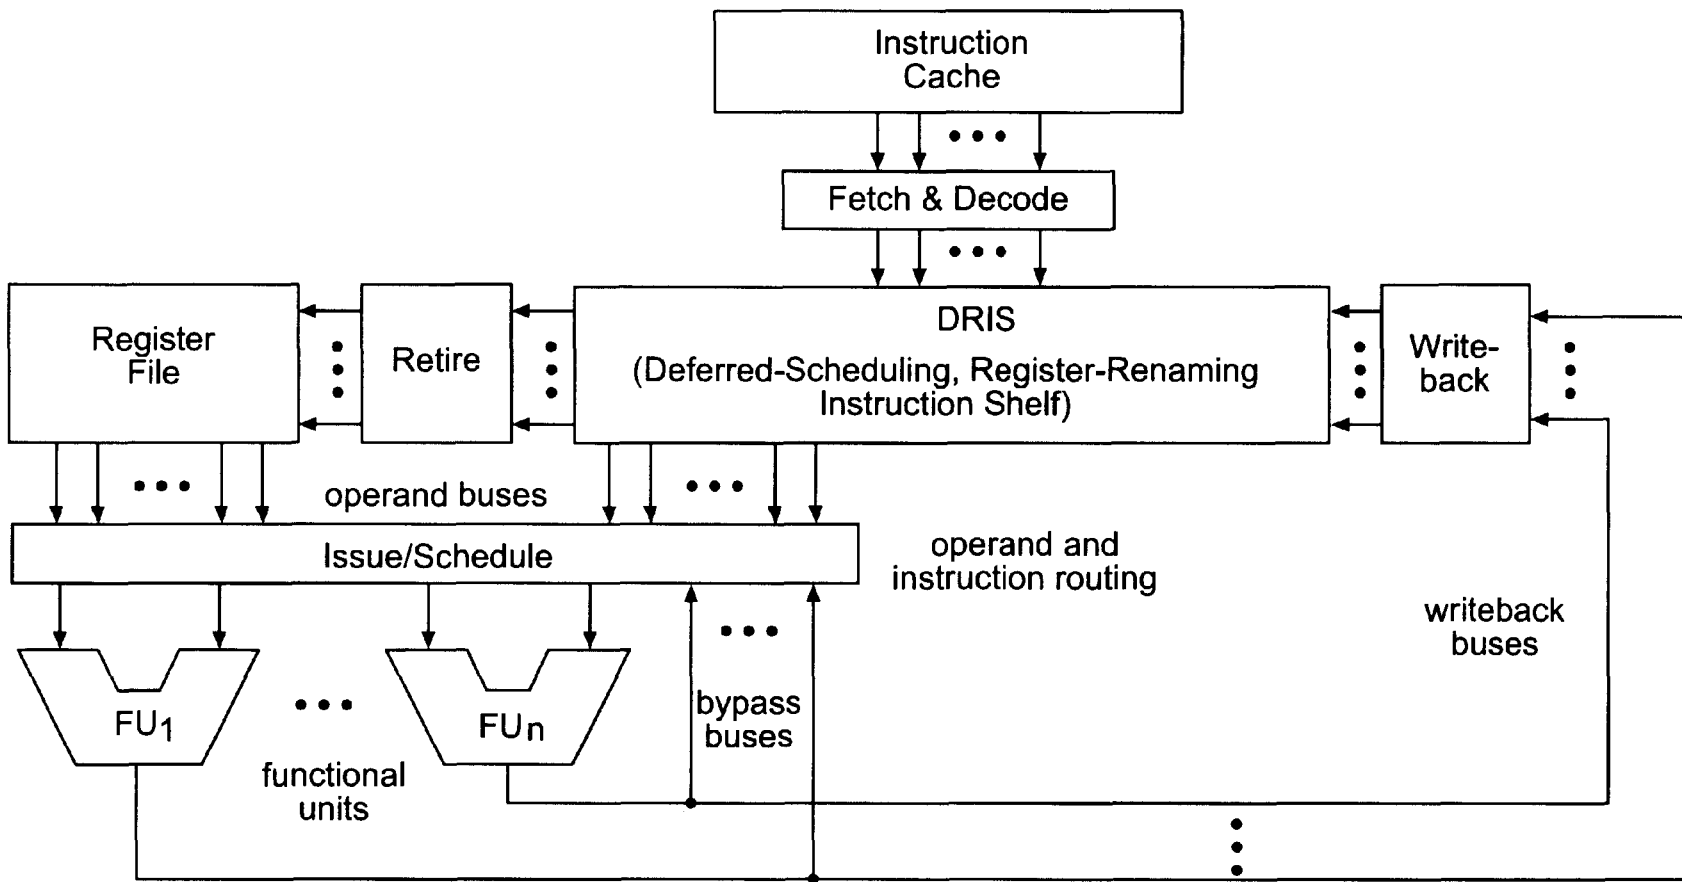 Instruction
Cache
Fetch & Decode
Register
File
Retire
DRIS
(Deferred-Scheduling, Register-Renaming
Instruction Shelf)
Write-
back
operand buses
Issue/Schedule
operand and
instruction routing
writeback
buses
FU1
FUn
bypass
buses
functional
units